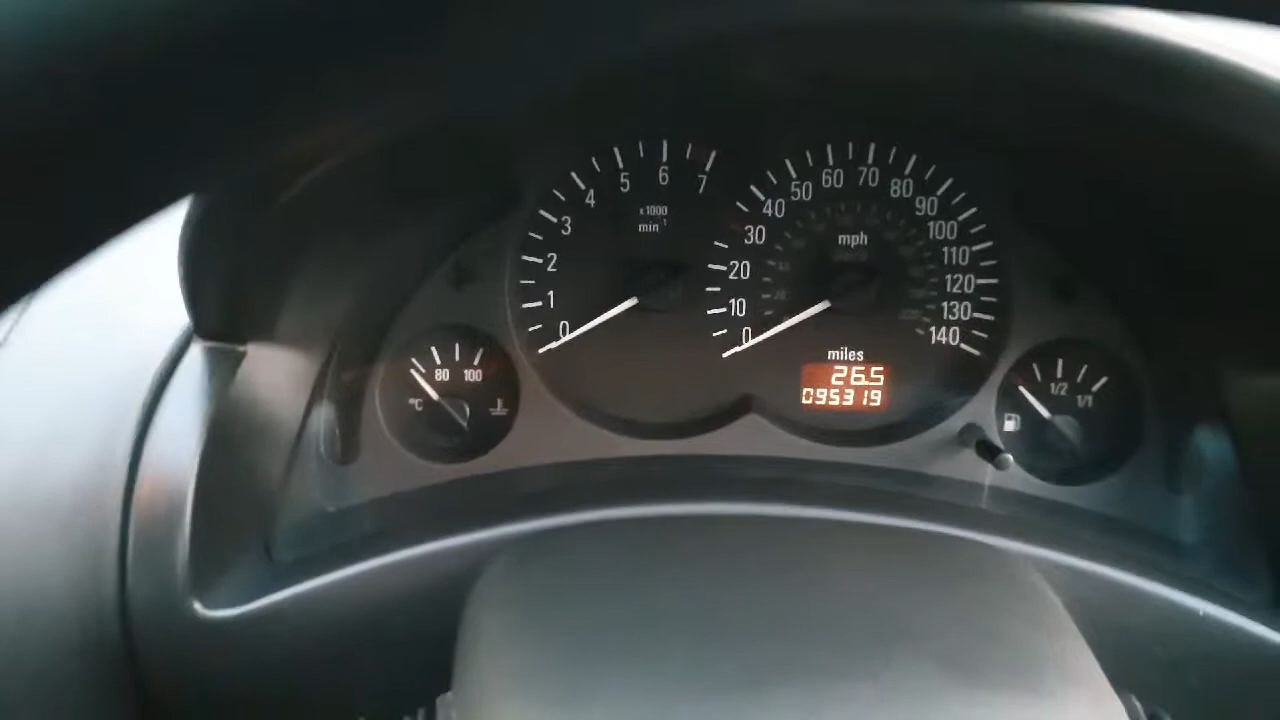 x1000
min⁻¹
0 1 2 3 4 5 6 7
mph
0 10 20 30 40 50 60 70 80 90 100 110 120 130 140
miles
26.5
095319
80 100
°C
1/2 1/1